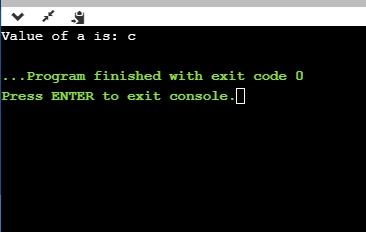 Value of a is: c
...Program finished with exit code 0
Press ENTER to exit console.